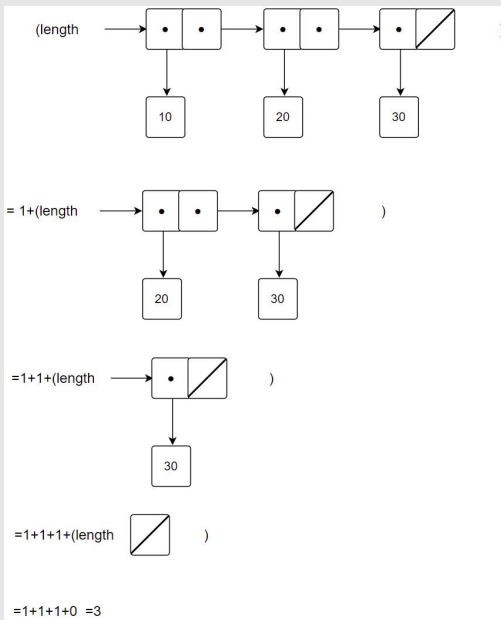 (length )
10 20 30
= 1+(length )
20 30
=1+1+(length )
30
=1+1+1+(length )
=1+1+1+0 =3